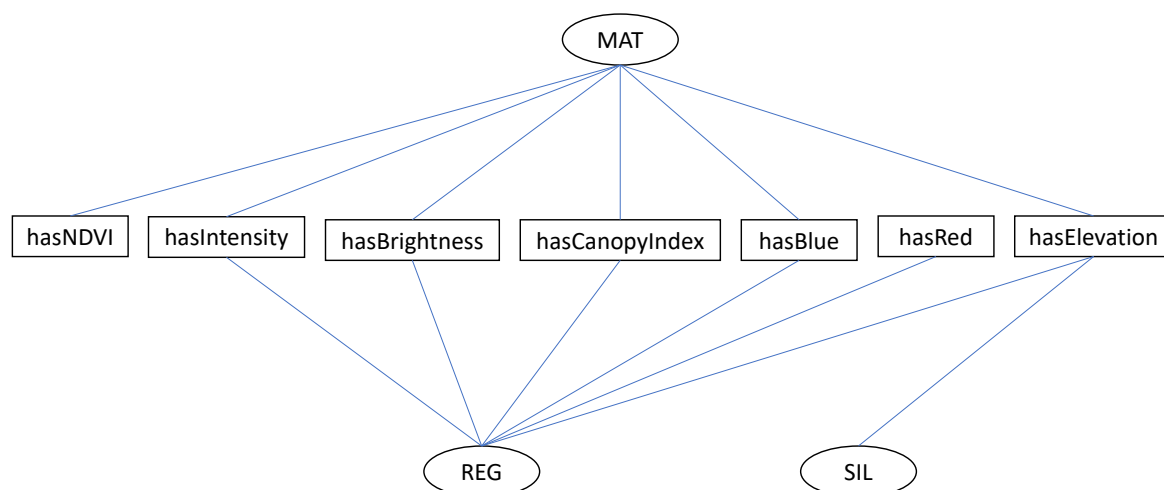 MAT
hasNDVI
hasIntensity
hasBrightness
hasCanopyIndex
hasBlue
hasRed
hasElevation
REG
SIL